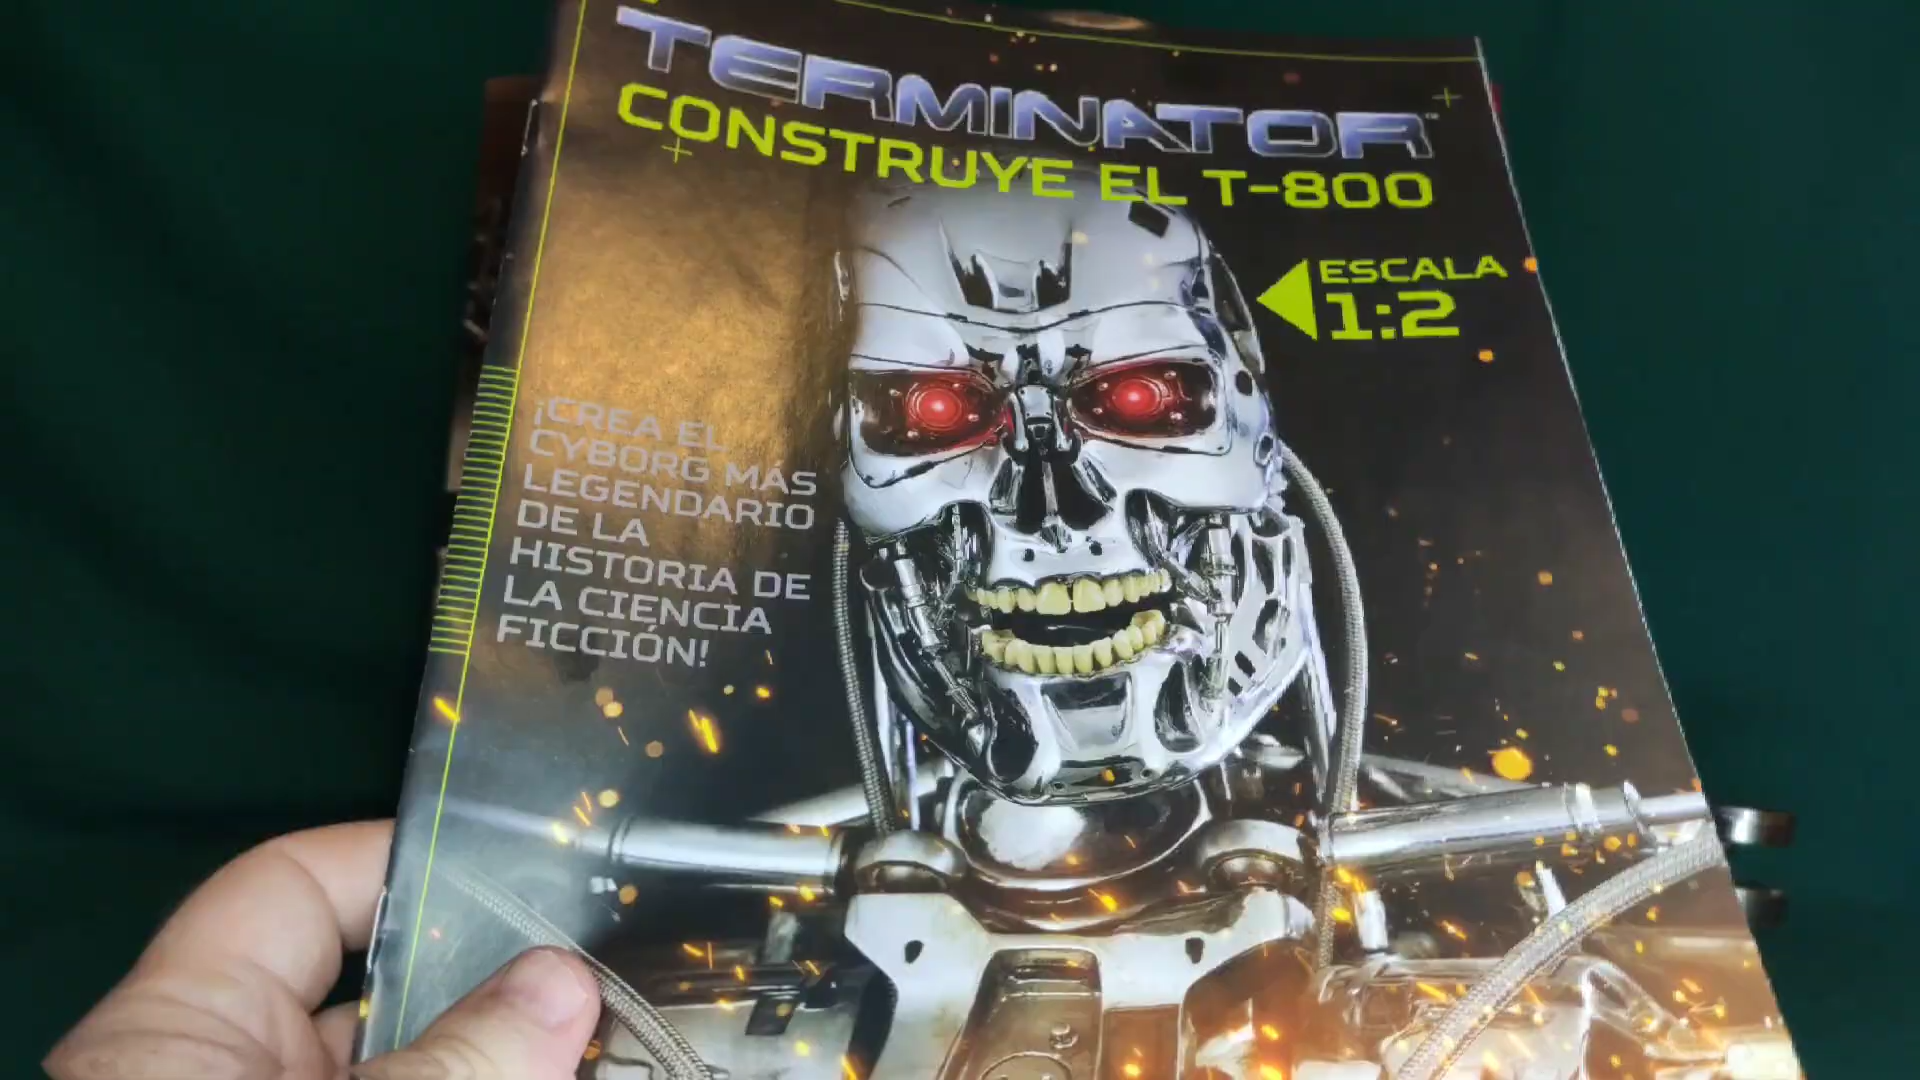 TERMINATOR
CONSTRUYE EL T-800
ESCALA
1:2
¡CREA EL
CYBORG MÁS
LEGENDARIO
DE LA
HISTORIA DE
LA CIENCIA
FICCIÓN!